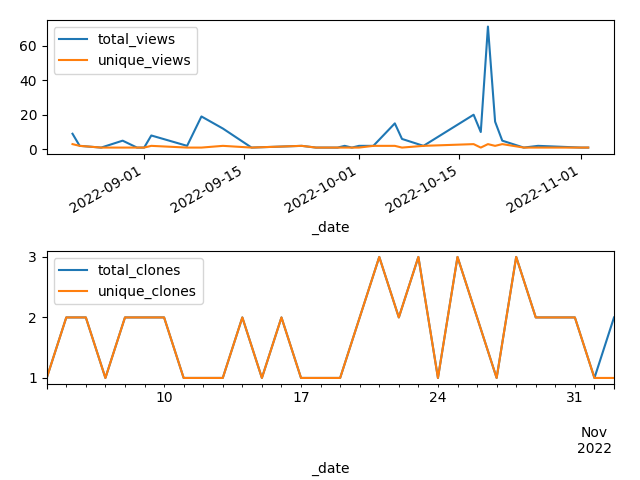 60
40
20
0
total_views
unique_views
2022-09-01
2022-09-15
2022-10-01
2022-10-15
2022-11-01
_date
3
2
1
total_clones
unique_clones
10
17
24
31
Nov
2022
_date